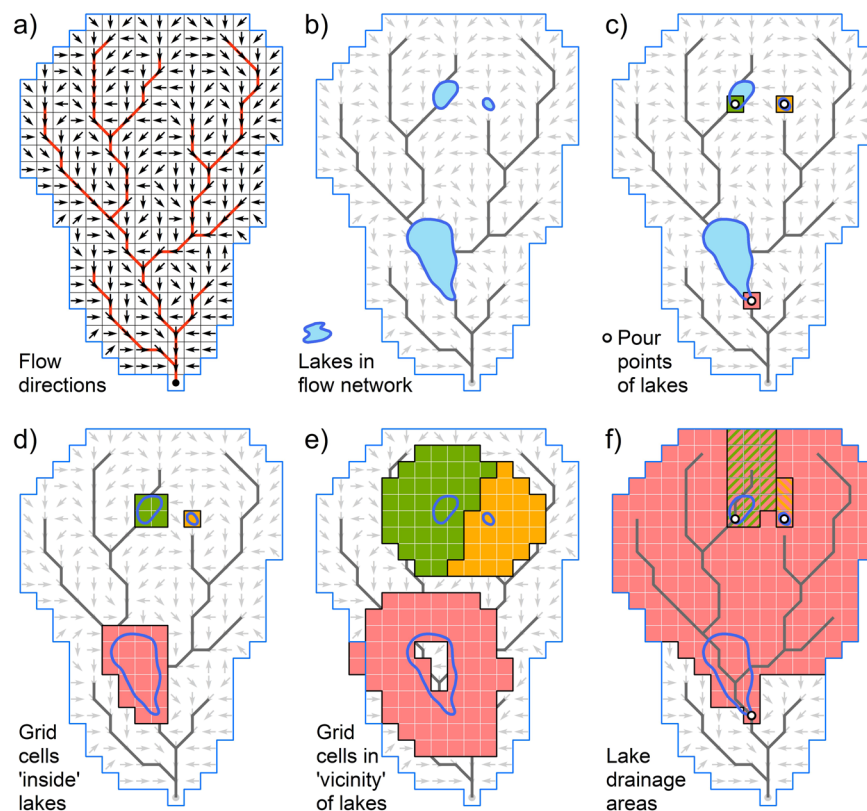 a)
Flow
directions
b)
Lakes in
flow network
c)
Pour
points
of lakes
d)
Grid
cells
'inside'
lakes
e)
Grid
cells in
'vicinity'
of lakes
f)
Lake
drainage
areas